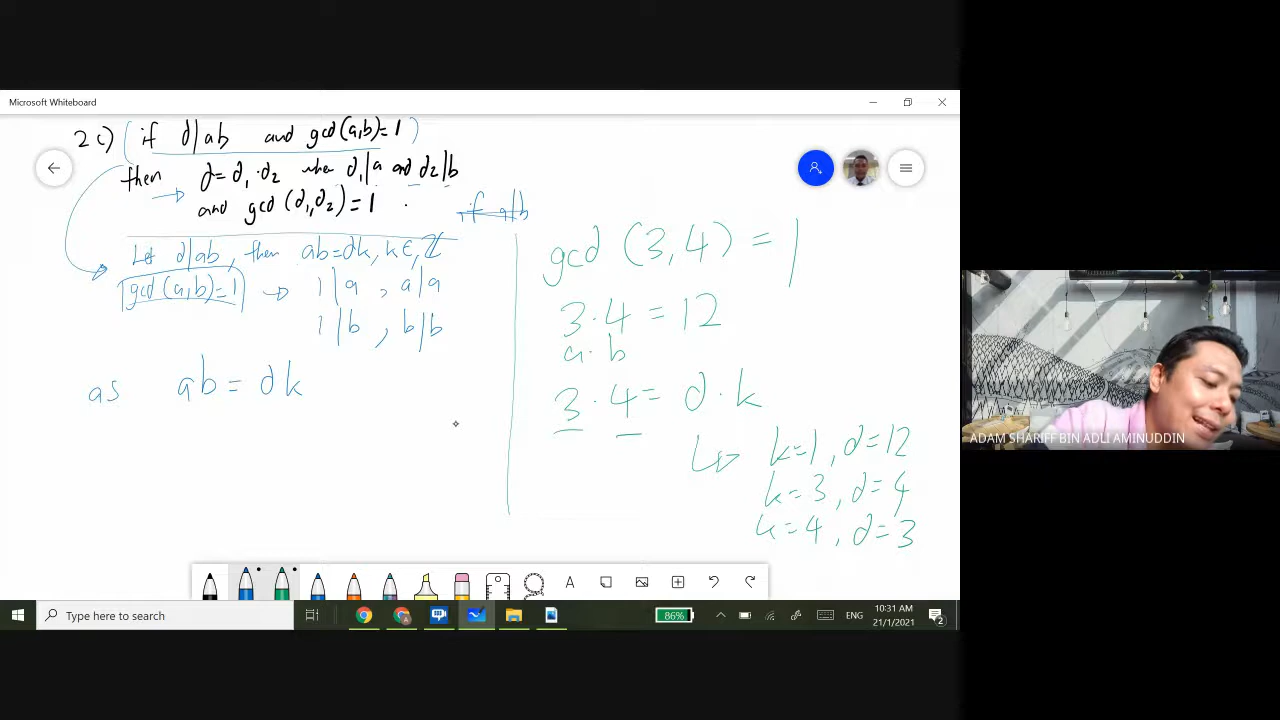 Microsoft Whiteboard
2c) (if d|ab and gcd(a,b)=1)
then d=d₁·d₂ where d₁|a and d₂|b
→ and gcd(d₁,d₂)=1.
if a|b
Let d|ab, then ab=dk, k∈ℤ
gcd(a,b)=1 → 1|a, a|a
1|b, b|b
as ab=dk
gcd (3,4) = 1
3·4=12
a·b
3·4=d·k
↳ k=1, d=12
k=3, d=4
k=4, d=3
ADAM SHARIFF BIN ADLI AMINUDDIN
A
Type here to search
86%
ENG
10:31 AM
21/1/2021
2